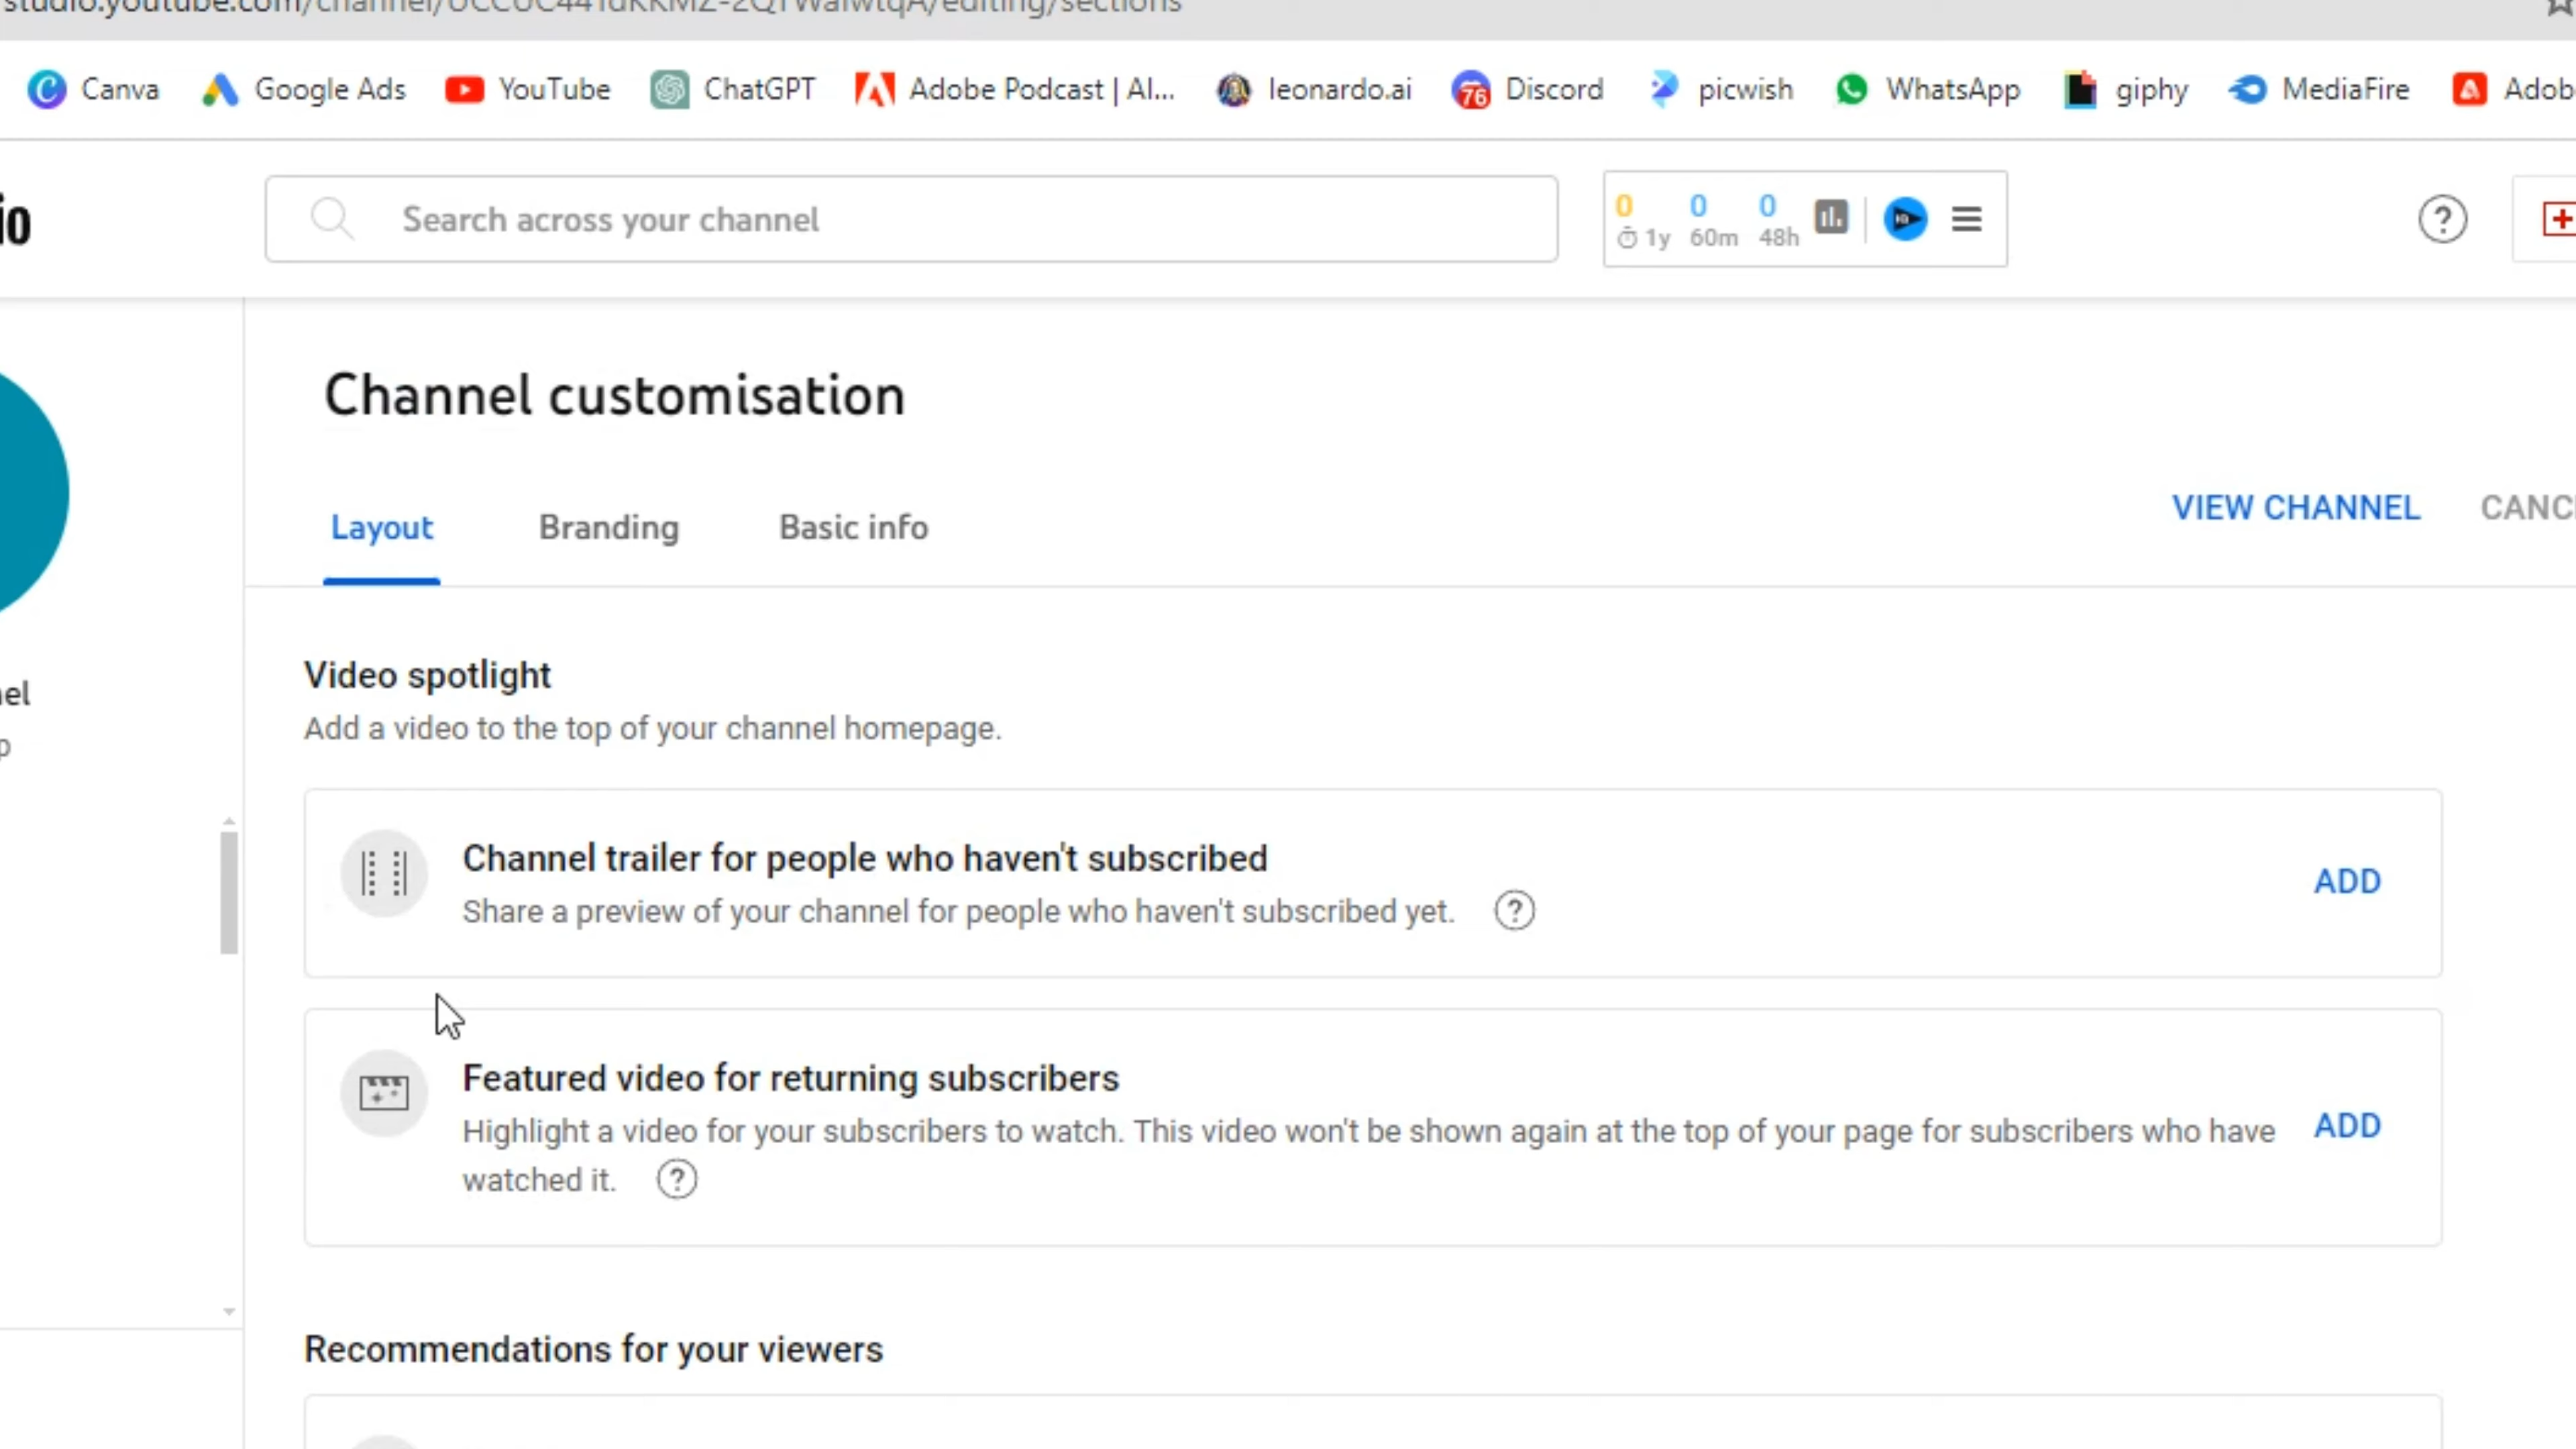 Canva Google Ads YouTube ChatGPT Adobe Podcast | AI... leonardo.ai 76 Discord picwish WhatsApp giphy MediaFire Adob
io Search across your channel 0 0 0
1y 60m 48h
Channel customisation
Layout Branding Basic info VIEW CHANNEL CANC
Video spotlight
nel
Add a video to the top of your channel homepage.
Channel trailer for people who haven't subscribed
ADD
Share a preview of your channel for people who haven't subscribed yet.
Featured video for returning subscribers
Highlight a video for your subscribers to watch. This video won't be shown again at the top of your page for subscribers who have ADD
watched it.
Recommendations for your viewers